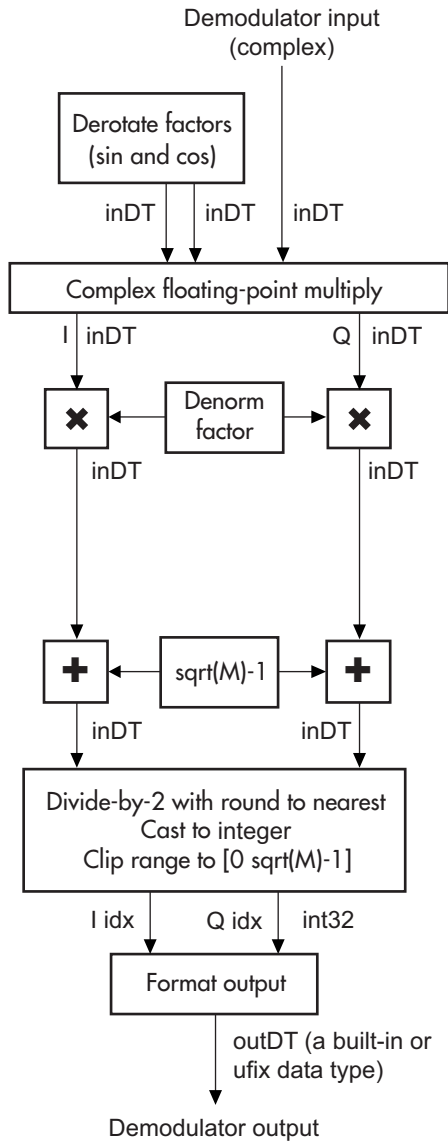 Demodulator input
(complex)
Derotate factors
(sin and cos)
inDT inDT inDT
Complex floating-point multiply
I inDT Q inDT
Denorm
factor
inDT inDT
sqrt(M)-1
inDT inDT
Divide-by-2 with round to nearest
Cast to integer
Clip range to [0 sqrt(M)-1]
I idx Q idx int32
Format output
outDT (a built-in or
ufix data type)
Demodulator output